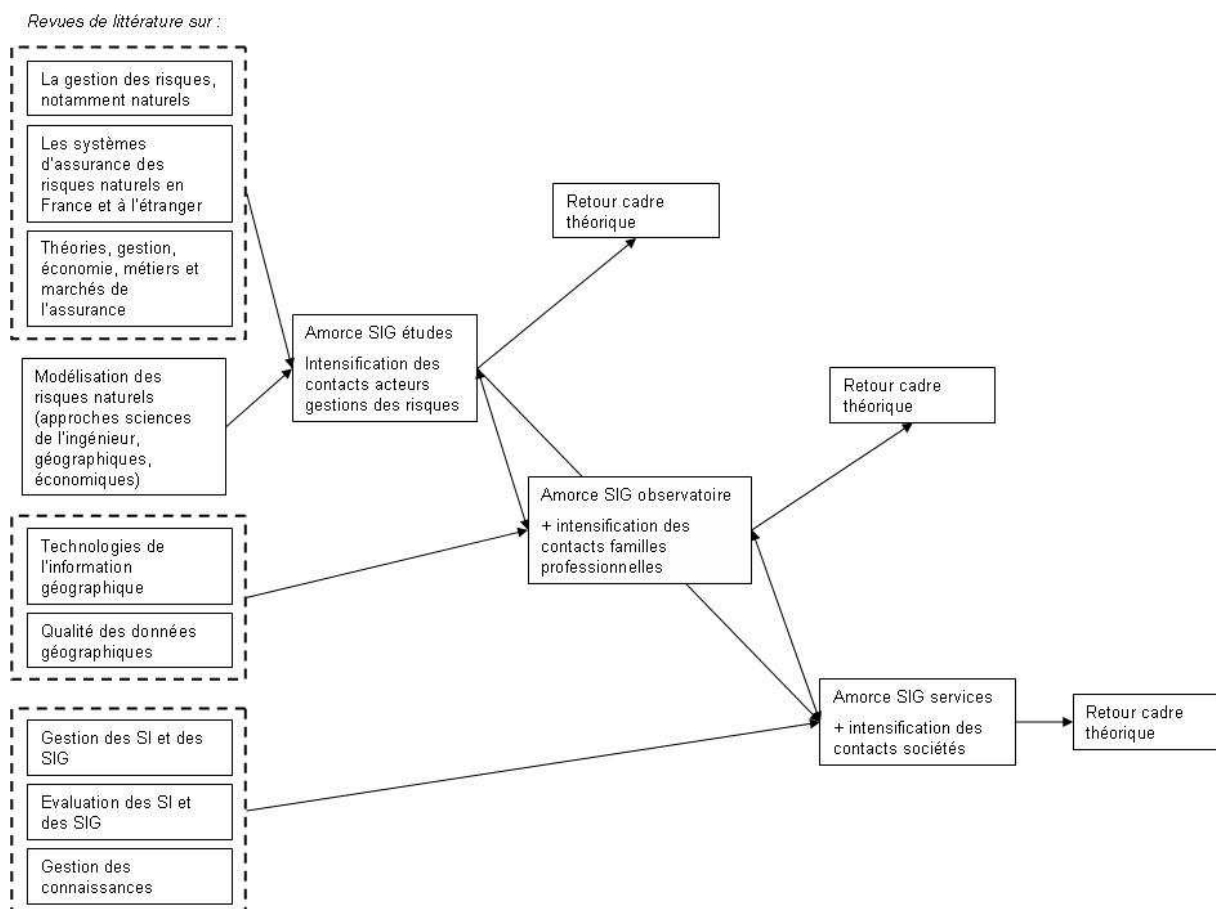 Revues de littérature sur :
La gestion des risques,
notamment naturels
Les systèmes
d'assurance des
risques naturels en
France et à l'étranger
Théories, gestion,
économie, métiers et
marchés de
l'assurance
Modélisation des
risques naturels
(approches sciences
de l'ingénieur,
géographiques,
économiques)
Technologies de
l'information
géographique
Qualité des données
géographiques
Gestion des SI et des
SIG
Evaluation des SI et
des SIG
Gestion des
connaissances
Amorce SIG études
Intensification des
contacts acteurs
gestions des risques
Retour cadre
théorique
Amorce SIG observatoire
+ intensification des
contacts familles
professionnelles
Retour cadre
théorique
Amorce SIG services
+ intensification des
contacts sociétés
Retour cadre
théorique